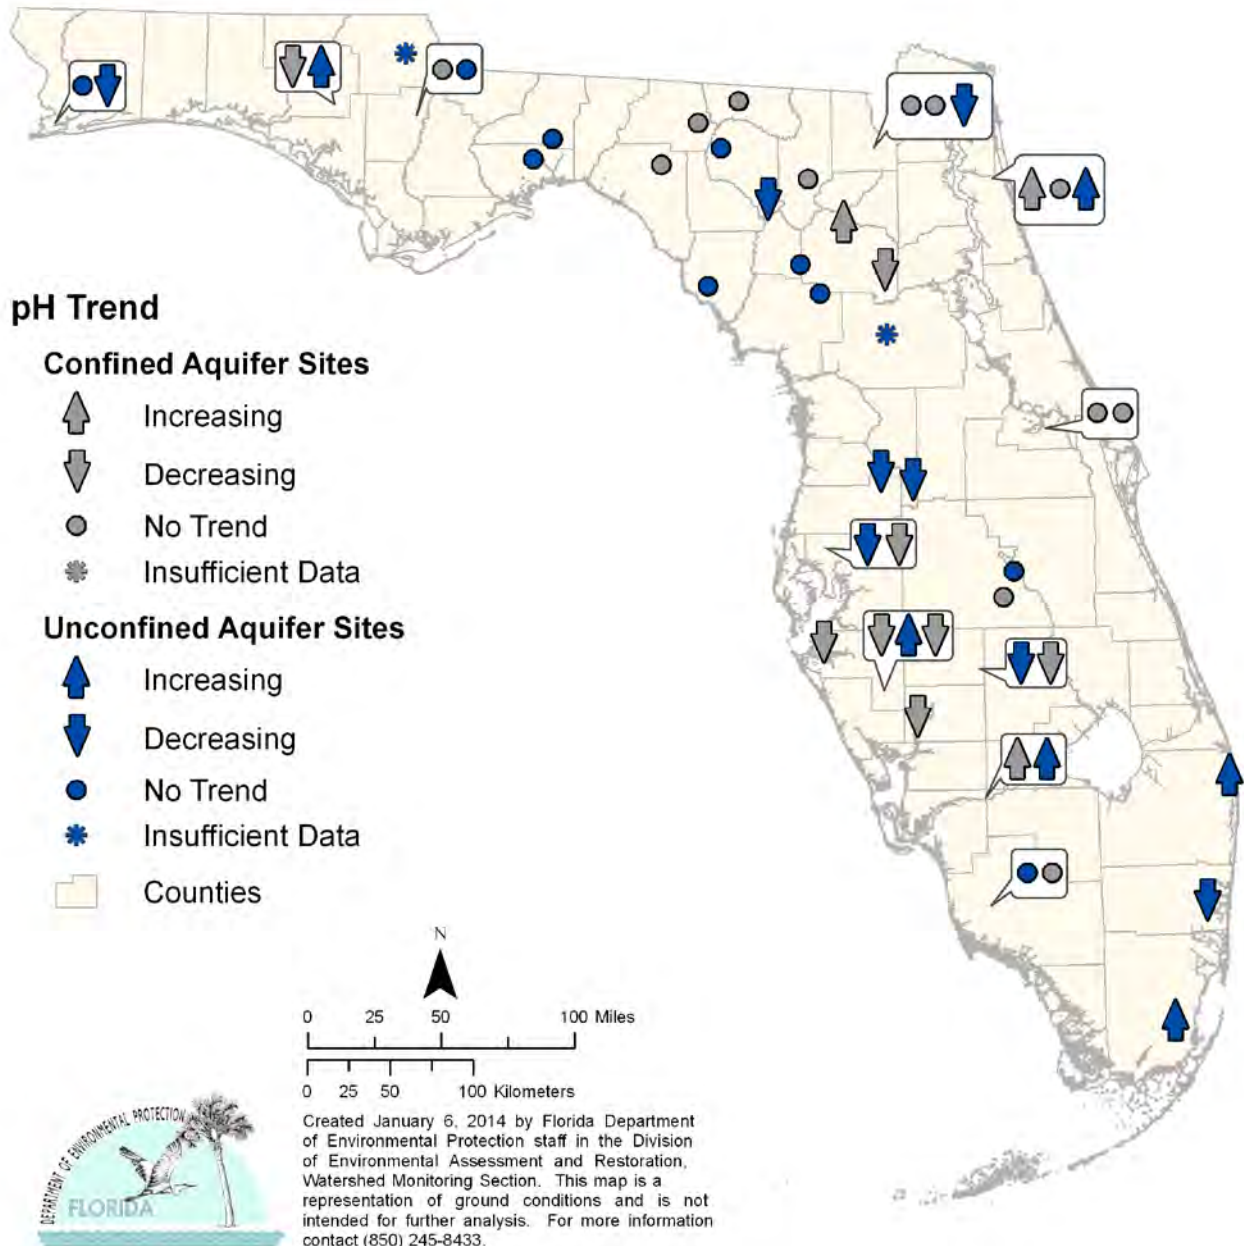 pH Trend
Confined Aquifer Sites
Increasing
Decreasing
No Trend
Insufficient Data
Unconfined Aquifer Sites
Increasing
Decreasing
No Trend
Insufficient Data
Counties
N
0 25 50 100 Miles
0 25 50 100 Kilometers
Created January 6, 2014 by Florida Department
of Environmental Protection staff in the Division
of Environmental Assessment and Restoration,
Watershed Monitoring Section. This map is a
representation of ground conditions and is not
intended for further analysis. For more information
contact (850) 245-8433.
DEPARTMENT OF ENVIRONMENTAL PROTECTION
FLORIDA